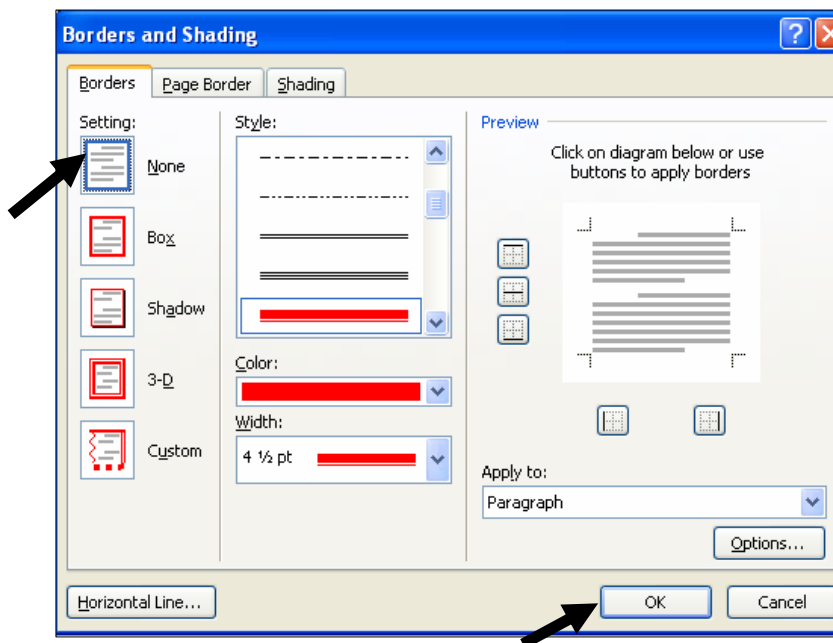 Borders and Shading
Borders Page Border Shading
Setting:
None
Box
Shadow
3-D
Custom
Style:
Color:
Width:
4 ½ pt
Preview
Click on diagram below or use
buttons to apply borders
Apply to:
Paragraph
Options...
Horizontal Line...
OK
Cancel